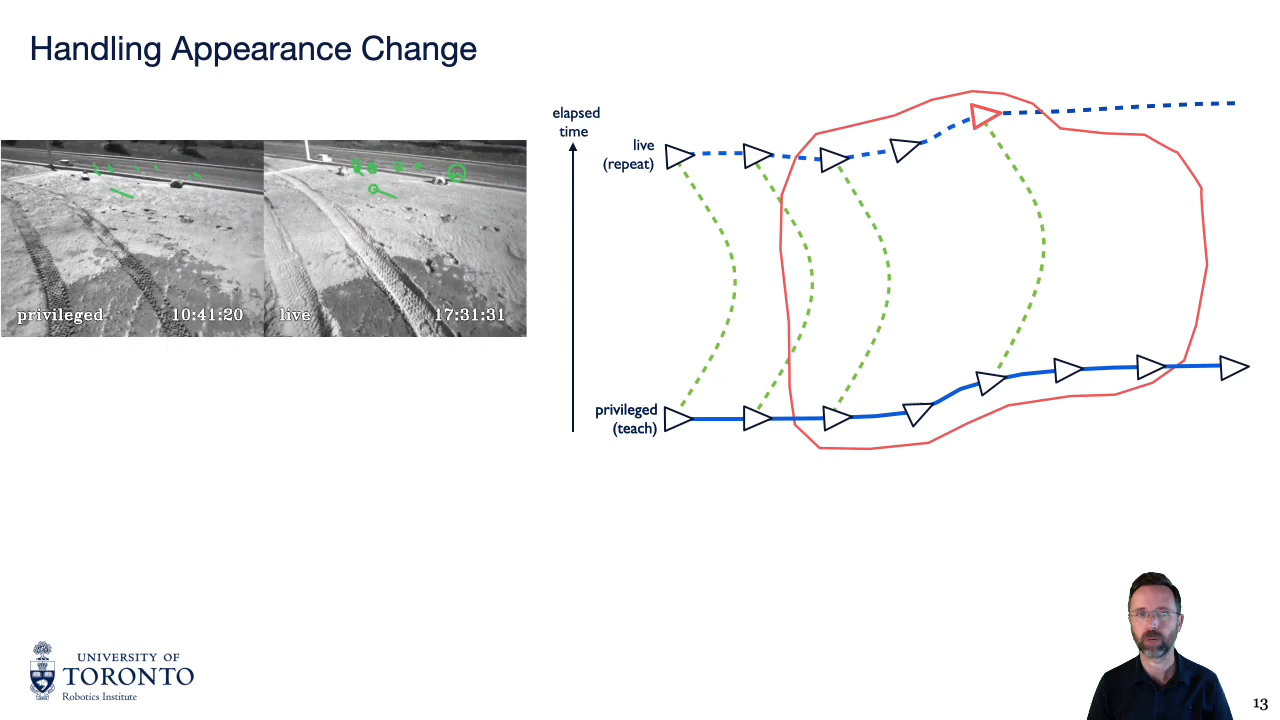 Handling Appearance Change
privileged
10:41:20
live
17:31:31
elapsed
time
live
(repeat)
privileged
(teach)
UNIVERSITY OF
TORONTO
Robotics Institute
13